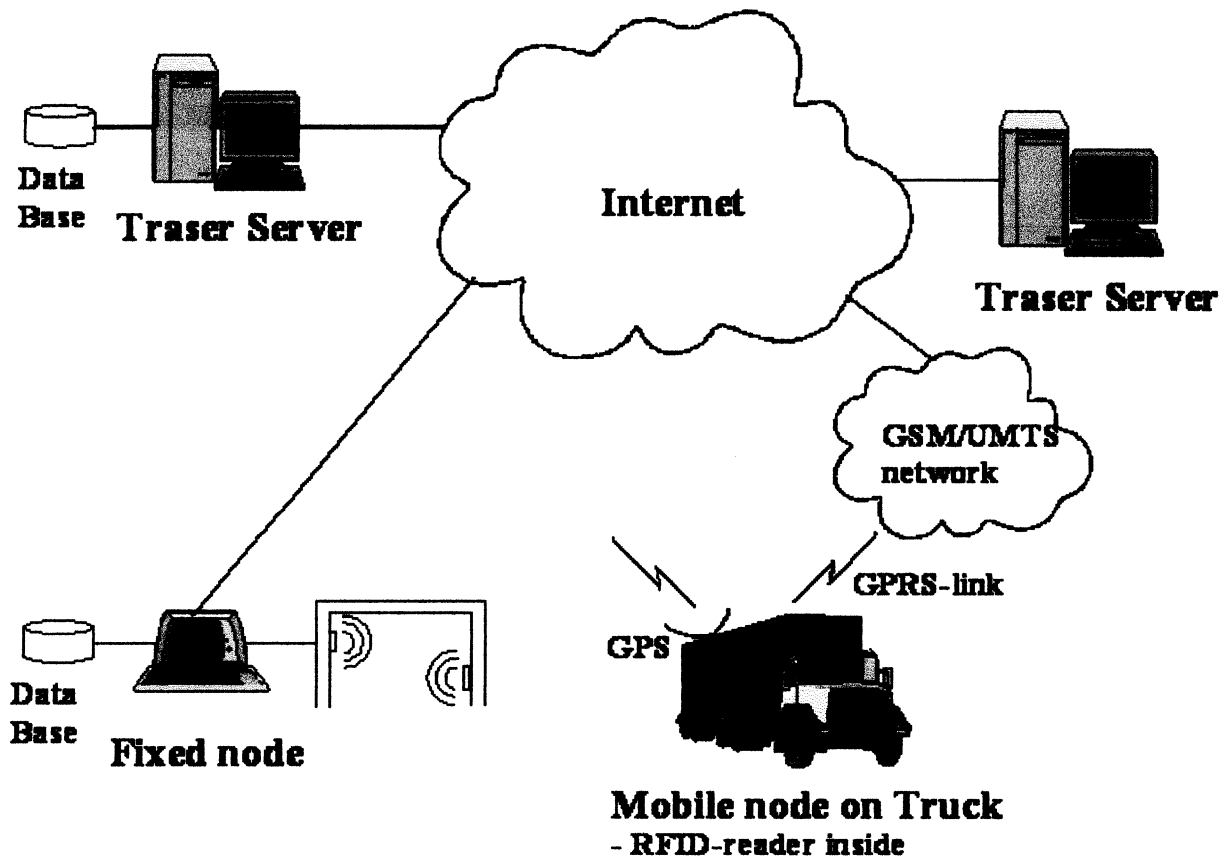 Data
Base
Traser Server
Internet
Traser Server
GSM/UMTS
network
GPRS-link
GPS
Data
Base
Fixed node
Mobile node on Truck
- RFID-reader inside